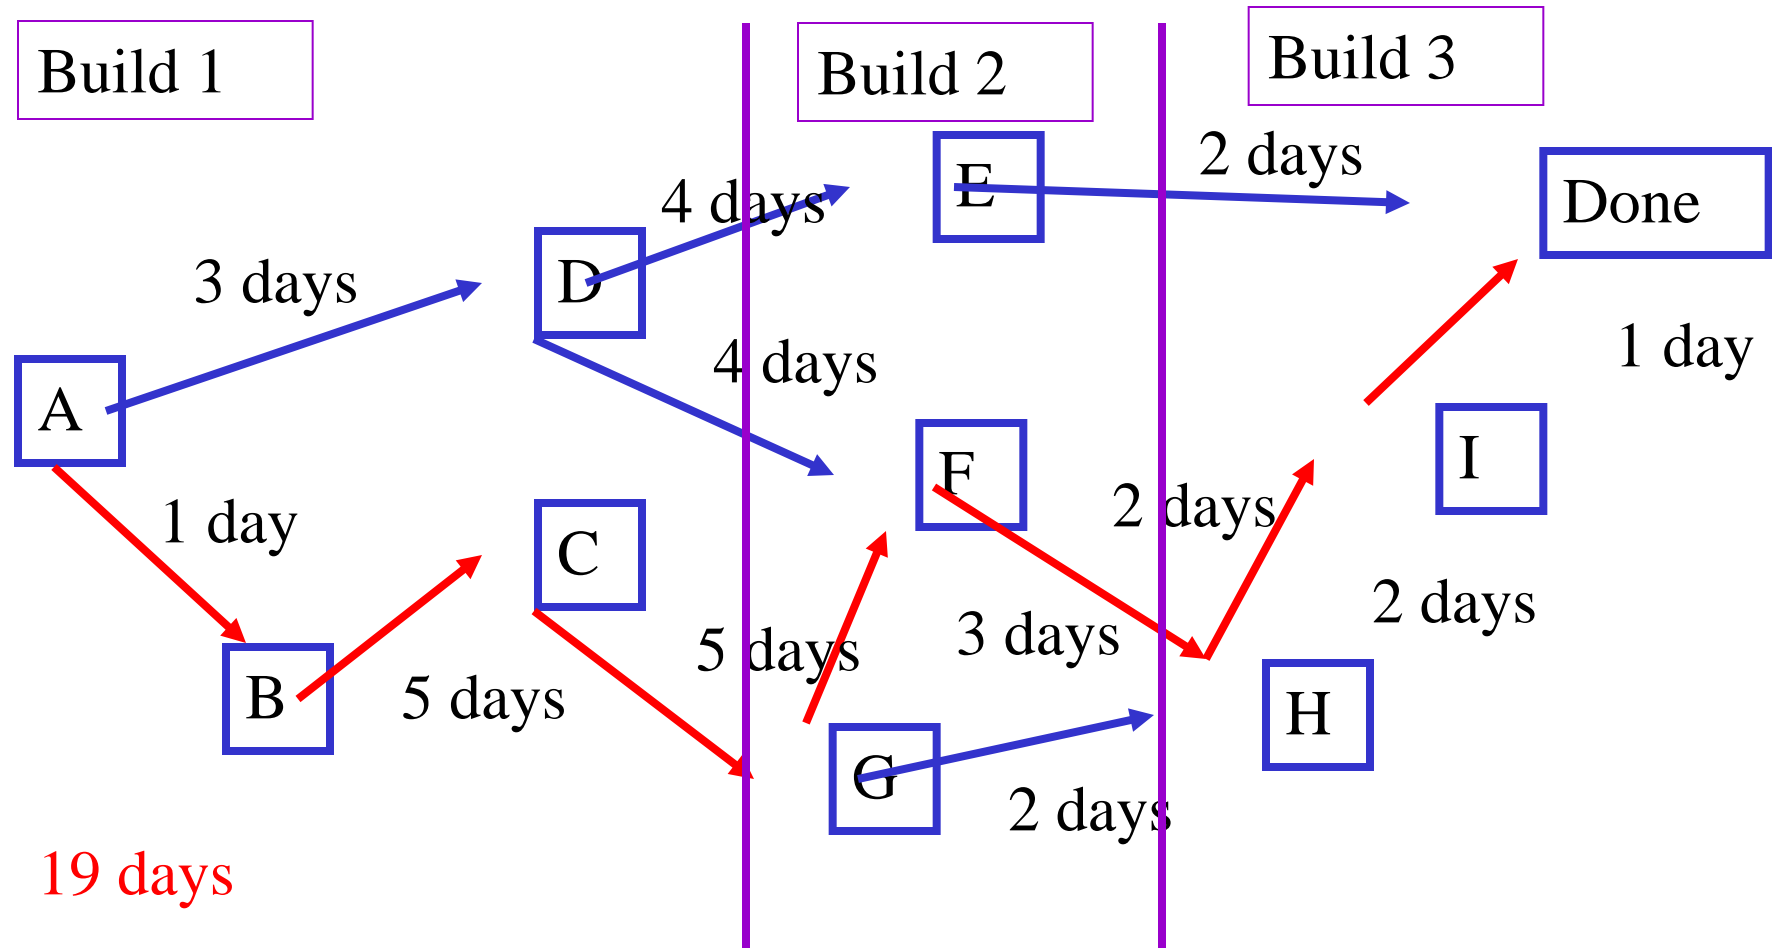 Build 1
Build 2
Build 3
2 days
4 days
E
Done
D
3 days
4 days
1 day
A
F
I
2 days
1 day
C
2 days
5 days
3 days
B
5 days
H
G
2 days
19 days